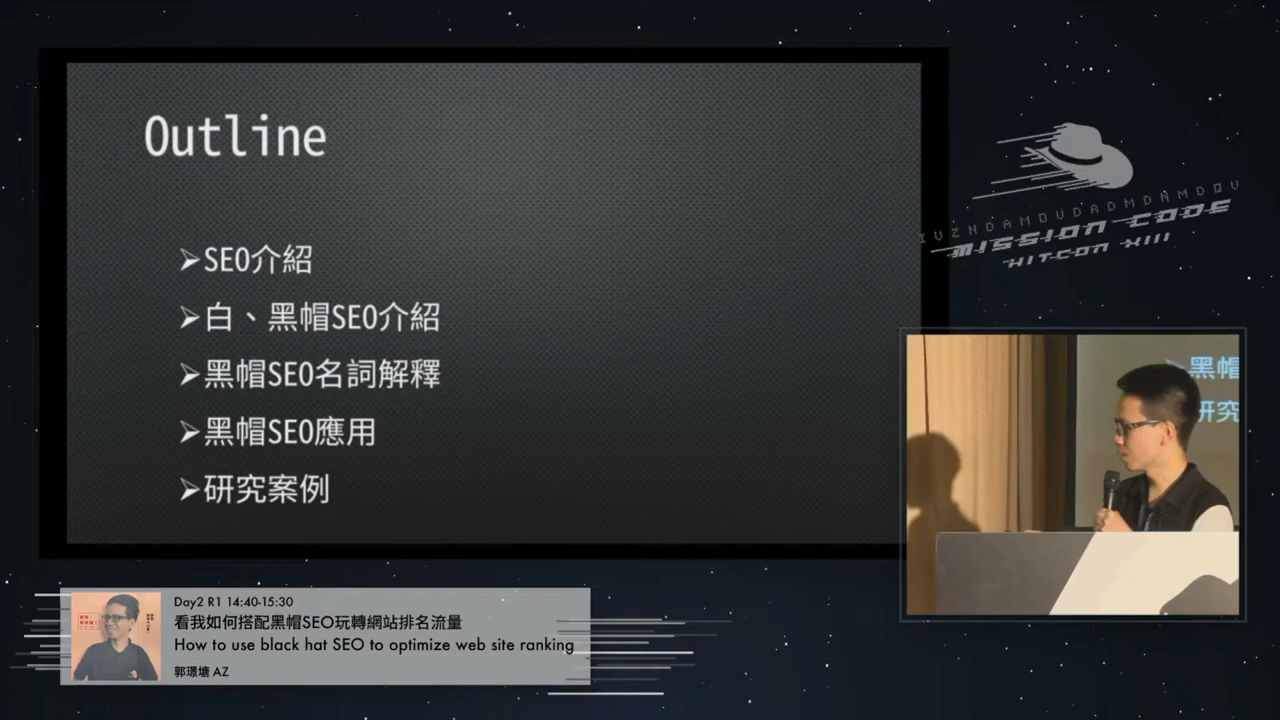 Outline
➢SEO介紹
➢白、黑帽SEO介紹
➢黑帽SEO名詞解釋
➢黑帽SEO應用
➢研究案例
MISSION CODE
HITCON XIII
黑帽
研究
Day2 R1 14:40-15:30
看我如何搭配黑帽SEO玩轉網站排名流量
How to use black hat SEO to optimize web site ranking
郭璟塘 AZ